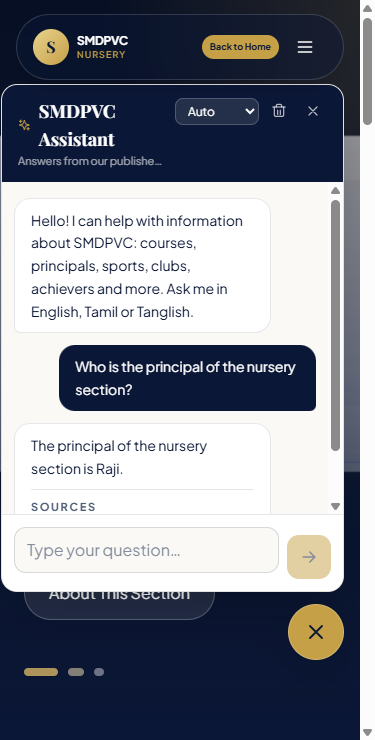 S
SMDPVC
NURSERY
Back to Home
SMDPVC
Assistant
Auto
Answers from our publishe...
Hello! I can help with information
about SMDPVC: courses,
principals, sports, clubs,
achievers and more. Ask me in
English, Tamil or Tanglish.
Who is the principal of the nursery
section?
The principal of the nursery
section is Raji.
SOURCES
Type your question...
About This Section